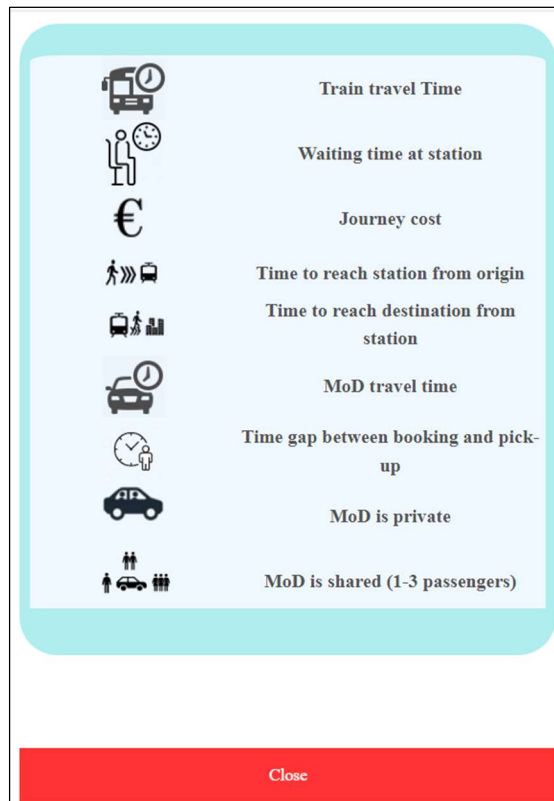 Train travel Time
Waiting time at station
€
Journey cost
Time to reach station from origin
Time to reach destination from
station
MoD travel time
Time gap between booking and pick-
up
MoD is private
MoD is shared (1-3 passengers)
Close